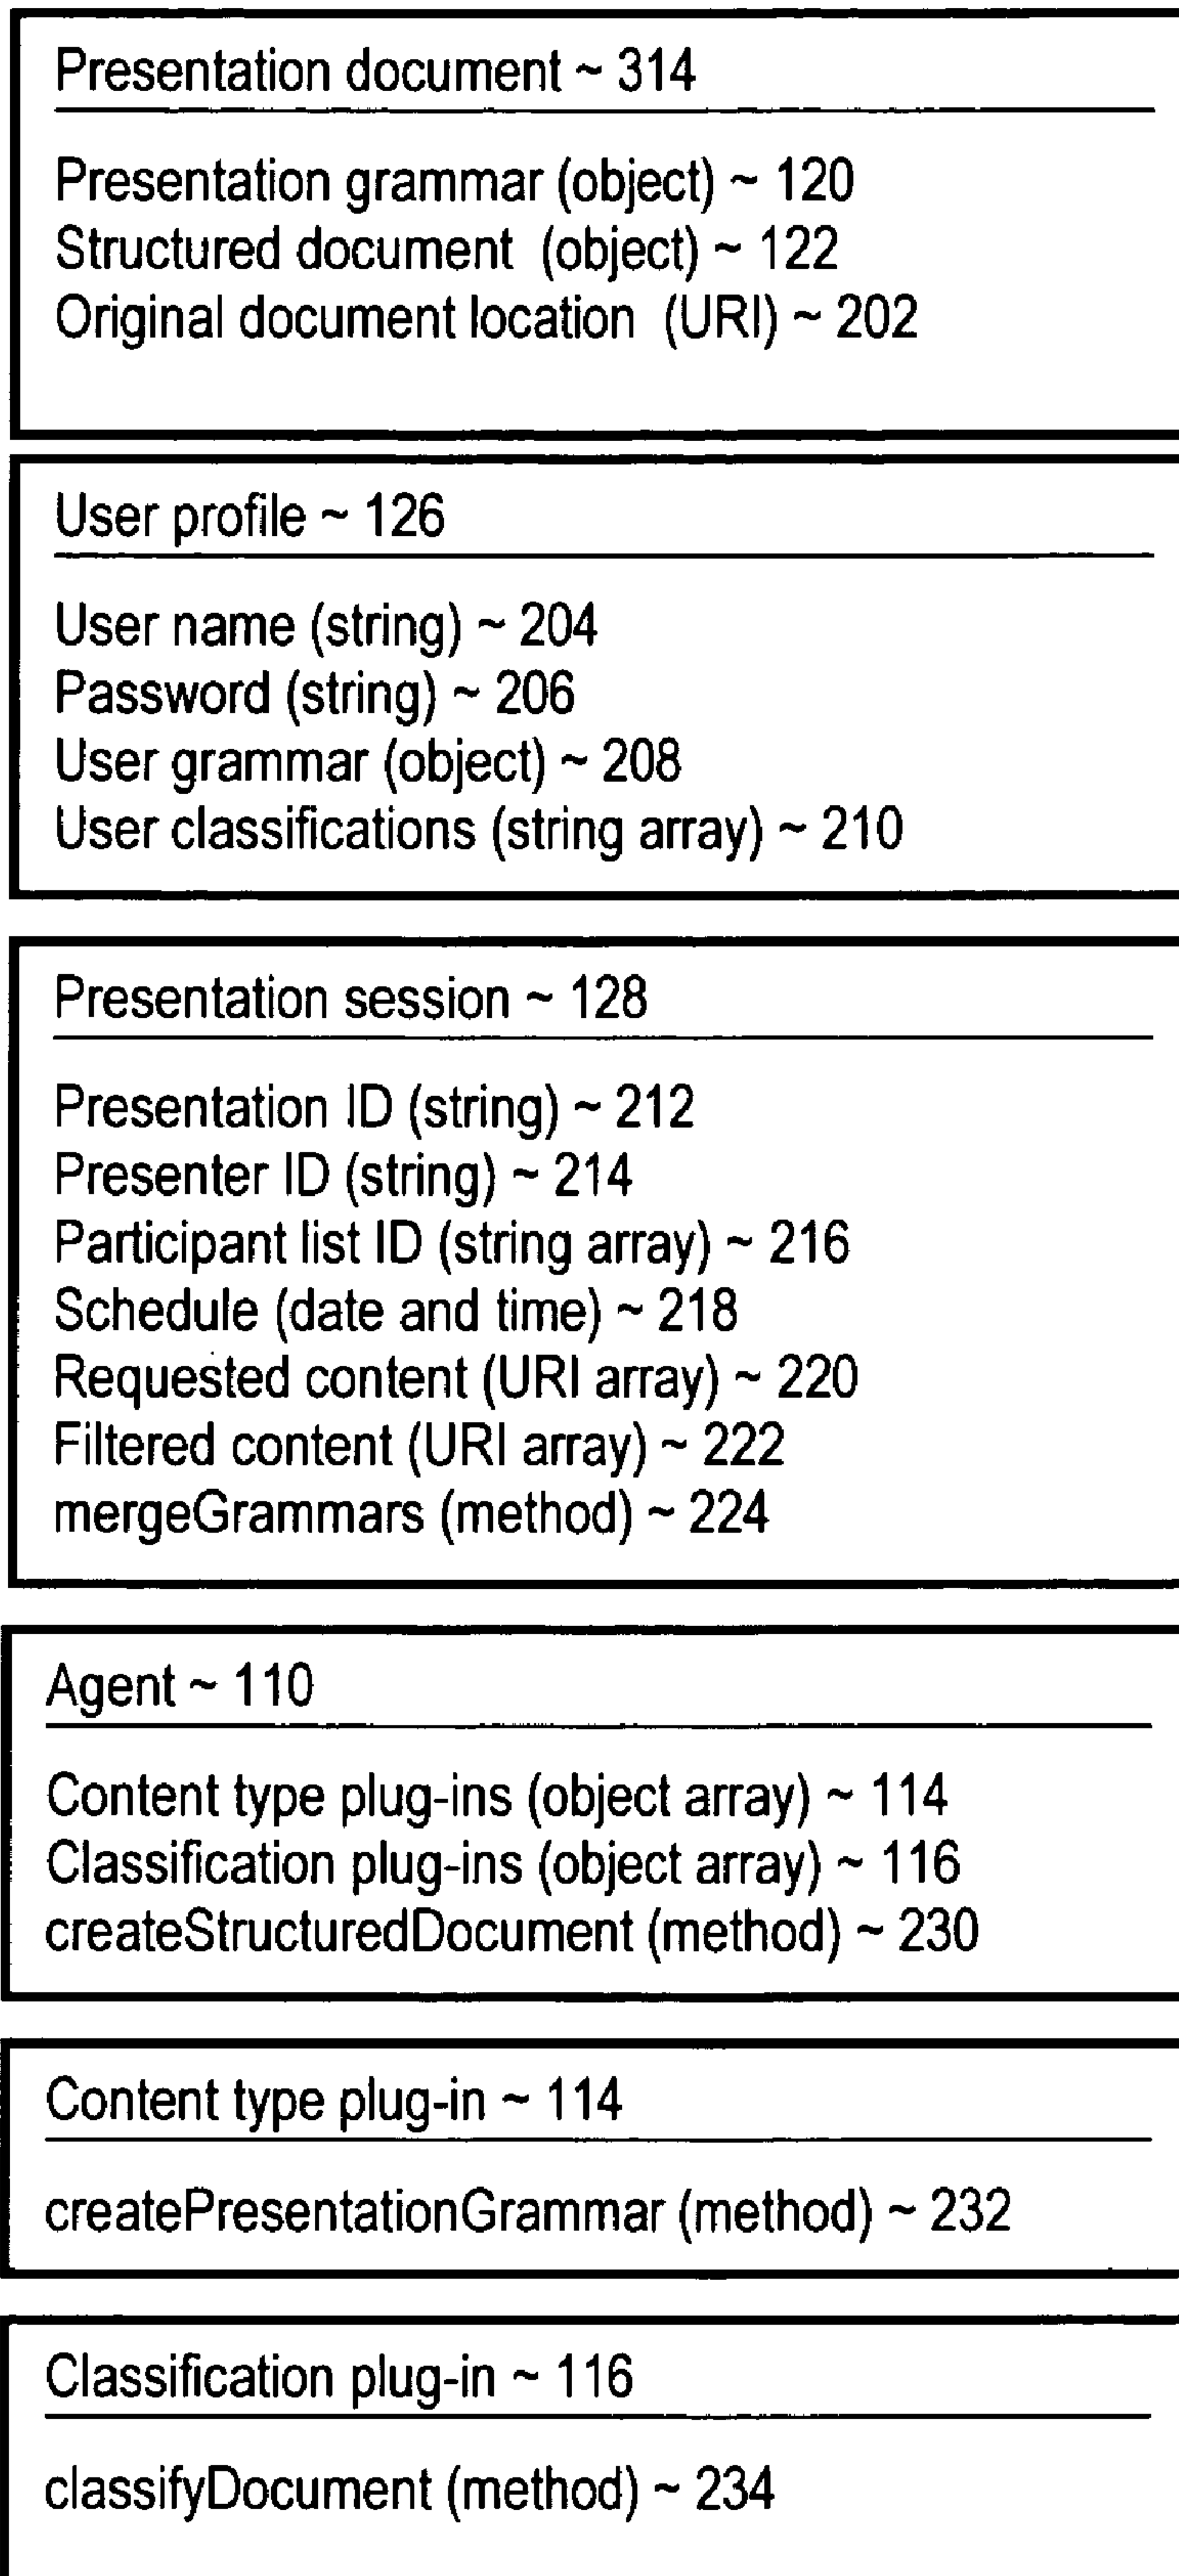 Presentation document ~ 314
Presentation grammar (object) ~ 120
Structured document (object) ~ 122
Original document location (URI) ~ 202
User profile ~ 126
User name (string) ~ 204
Password (string) ~ 206
User grammar (object) ~ 208
User classifications (string array) ~ 210
Presentation session ~ 128
Presentation ID (string) ~ 212
Presenter ID (string) ~ 214
Participant list ID (string array) ~ 216
Schedule (date and time) ~ 218
Requested content (URI array) ~ 220
Filtered content (URI array) ~ 222
mergeGrammars (method) ~ 224
Agent ~ 110
Content type plug-ins (object array) ~ 114
Classification plug-ins (object array) ~ 116
createStructuredDocument (method) ~ 230
Content type plug-in ~ 114
createPresentationGrammar (method) ~ 232
Classification plug-in ~ 116
classifyDocument (method) ~ 234